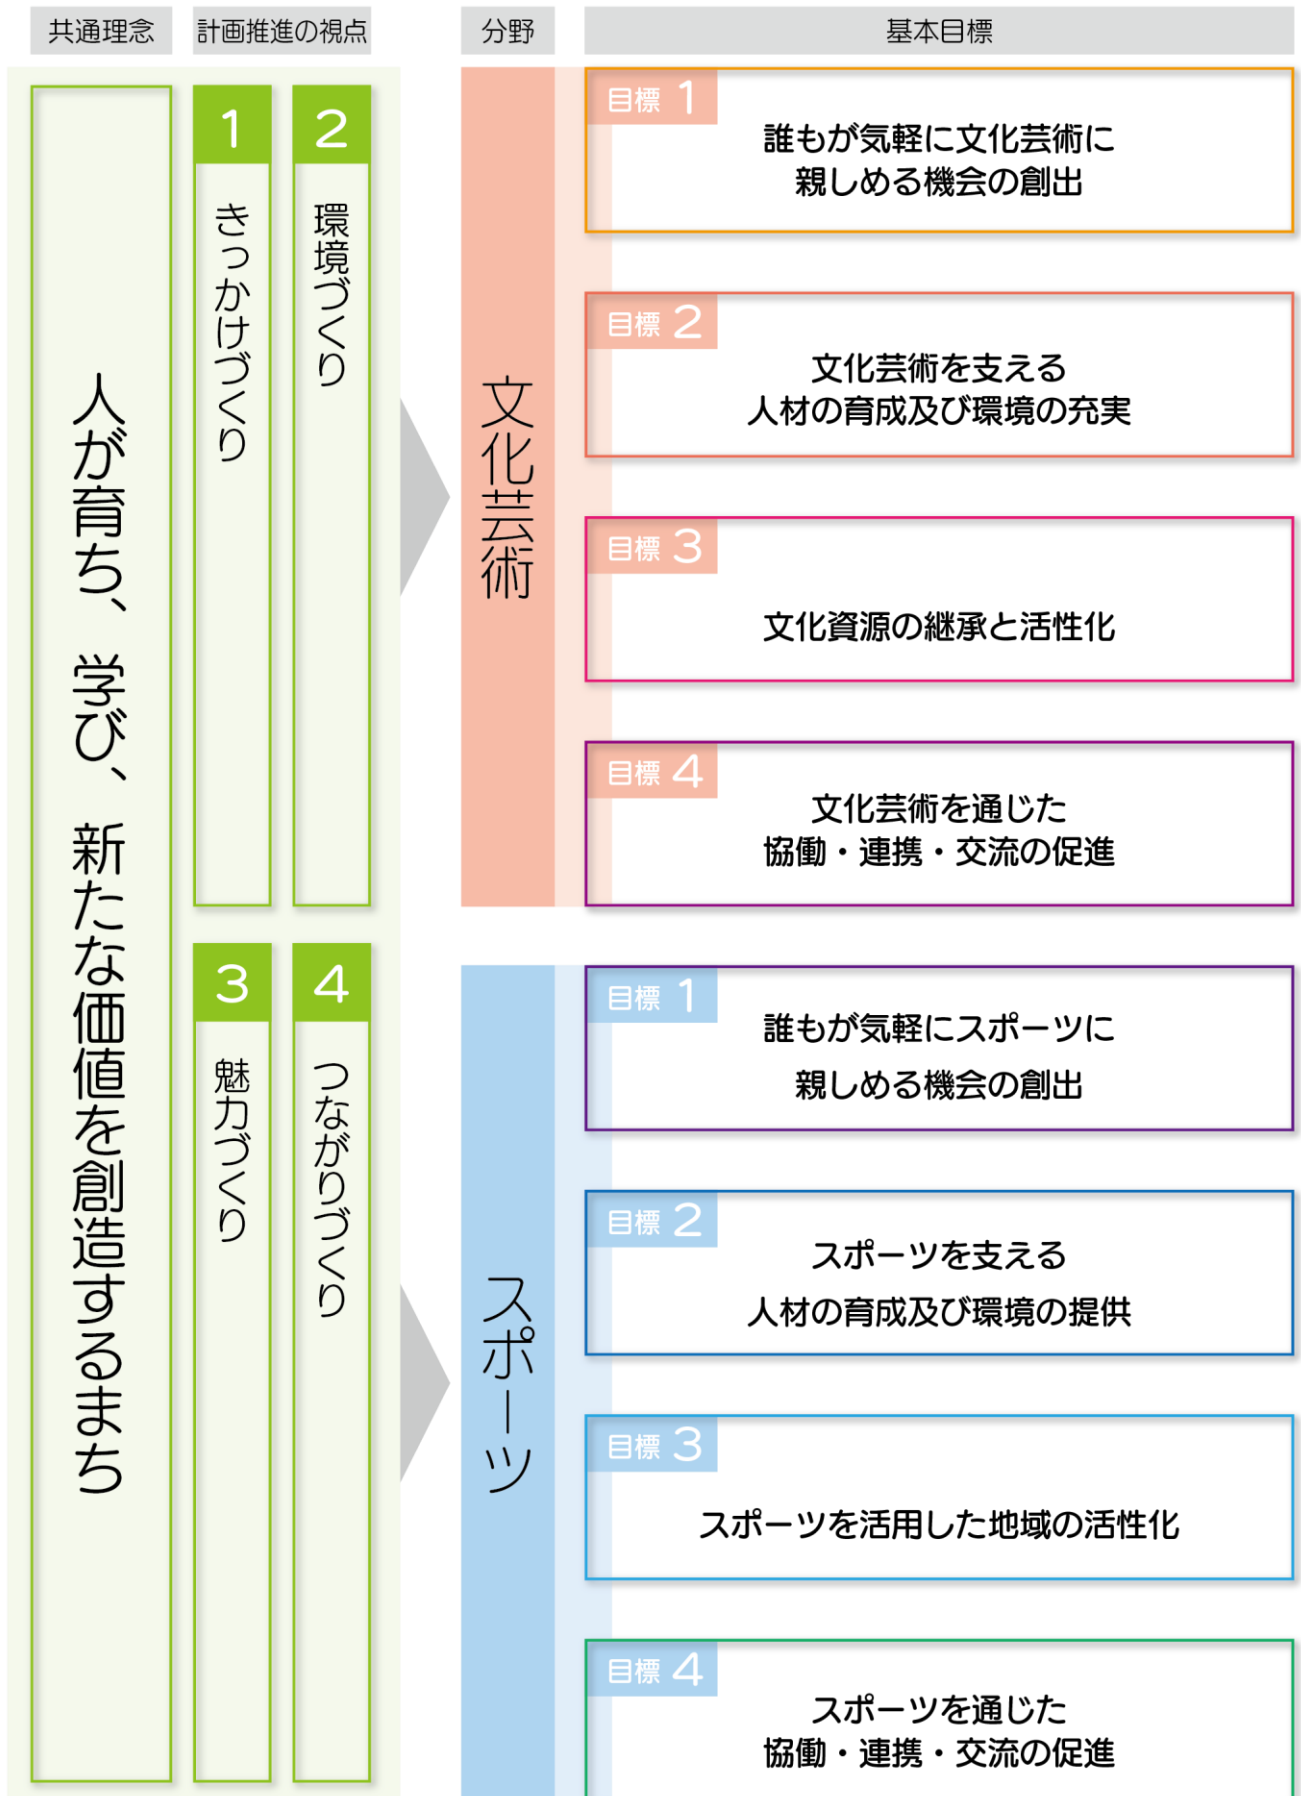 共通理念
計画推進の視点
分野
基本目標
人が育ち、学び、新たな価値を創造するまち
1
きっかけづくり
2
環境づくり
3
魅力づくり
4
つながりづくり
文化芸術
目標 1
誰もが気軽に文化芸術に
親しめる機会の創出
目標 2
文化芸術を支える
人材の育成及び環境の充実
目標 3
文化資源の継承と活性化
目標 4
文化芸術を通じた
協働・連携・交流の促進
スポーツ
目標 1
誰もが気軽にスポーツに
親しめる機会の創出
目標 2
スポーツを支える
人材の育成及び環境の提供
目標 3
スポーツを活用した地域の活性化
目標 4
スポーツを通じた
協働・連携・交流の促進